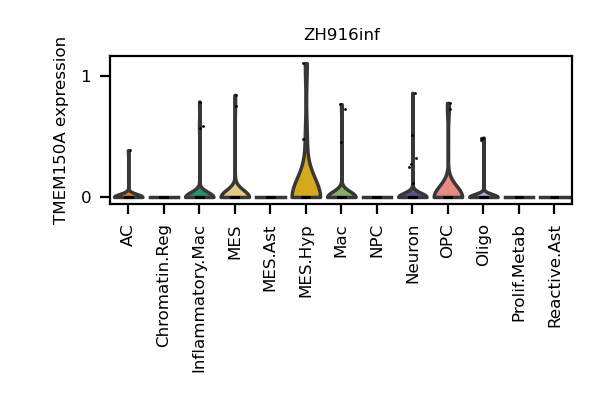 ZH916inf
TMEM150A expression
1
0
AC
Chromatin.Reg
Inflammatory.Mac
MES
MES.Ast
MES.Hyp
Mac
NPC
Neuron
OPC
Oligo
Prolif.Metab
Reactive.Ast